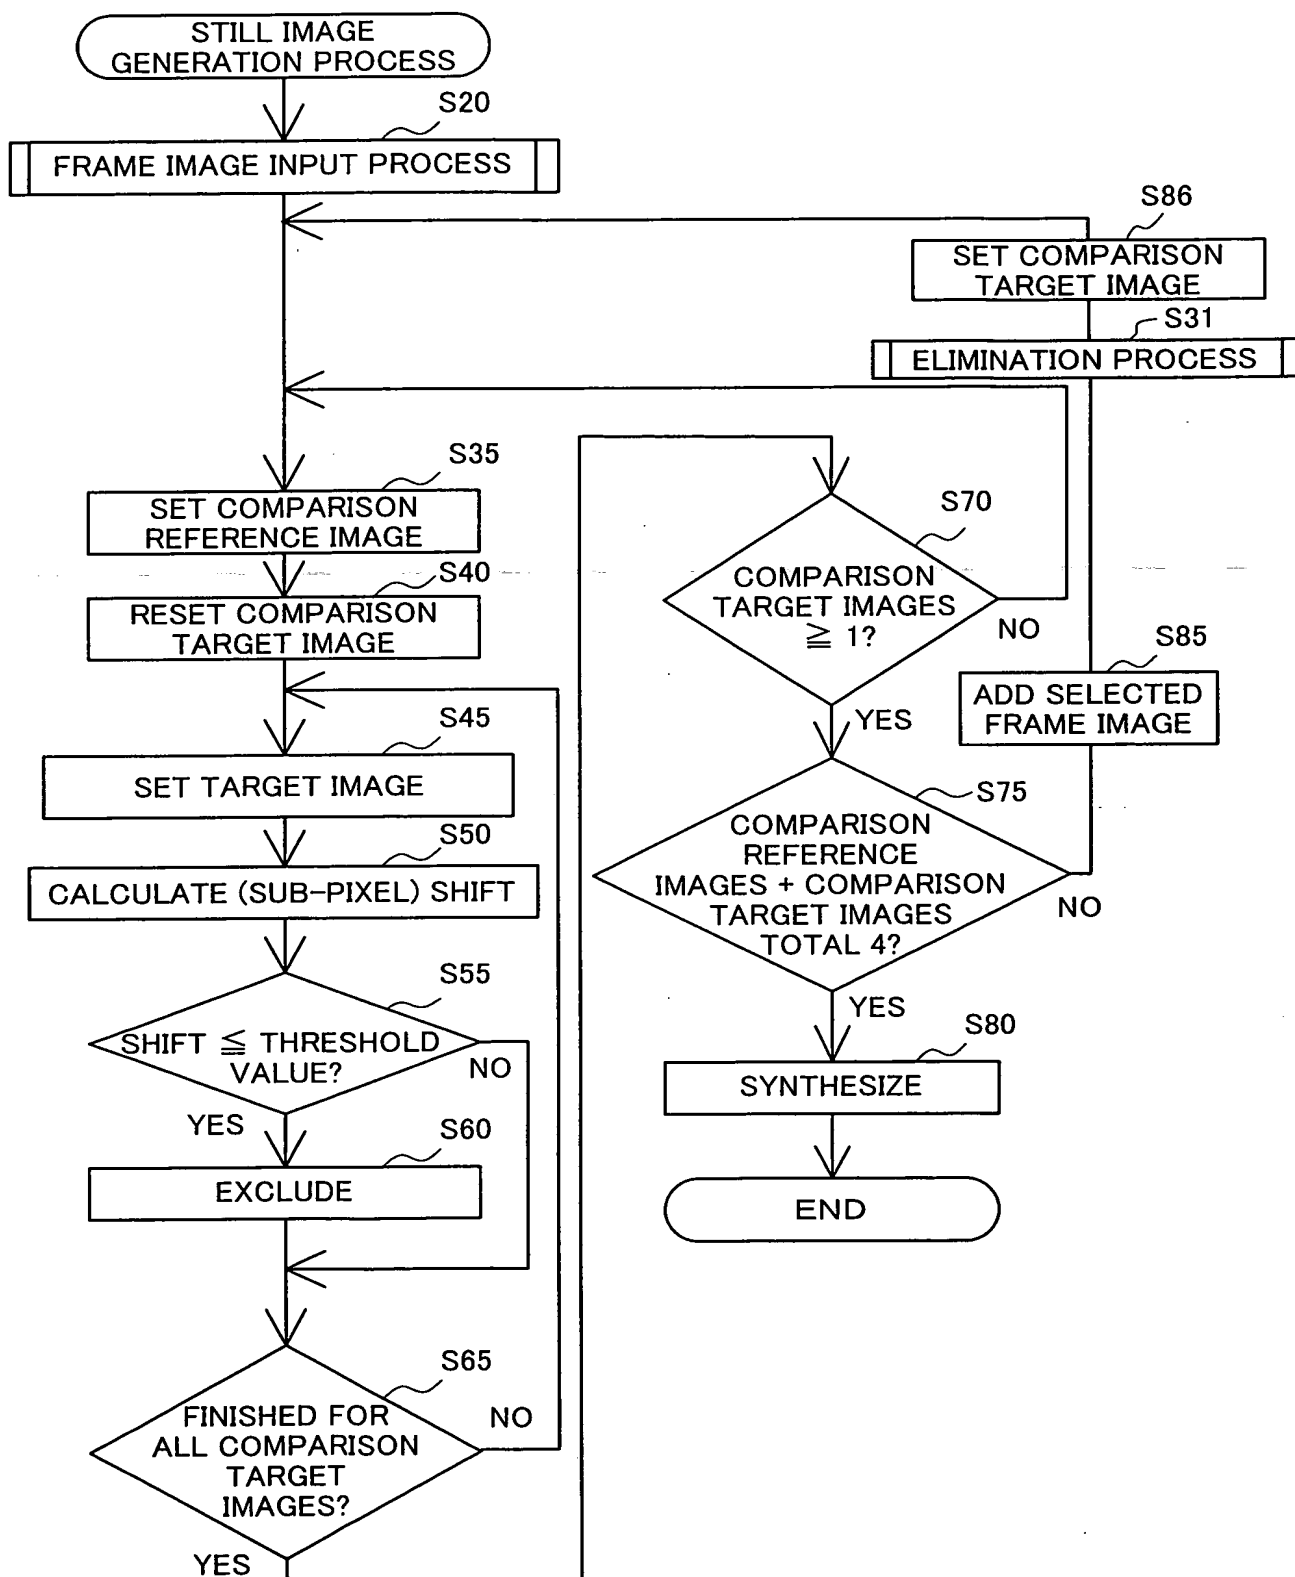 STILL IMAGE
GENERATION PROCESS
S20
FRAME IMAGE INPUT PROCESS
S86
SET COMPARISON
TARGET IMAGE
S31
ELIMINATION PROCESS
S35
SET COMPARISON
REFERENCE IMAGE
S40
RESET COMPARISON
TARGET IMAGE
S45
SET TARGET IMAGE
S50
CALCULATE (SUB-PIXEL) SHIFT
S55
SHIFT ≦ THRESHOLD
VALUE?
NO
YES
S60
EXCLUDE
S65
FINISHED FOR
ALL COMPARISON
TARGET
IMAGES?
NO
YES
S70
COMPARISON
TARGET IMAGES
≧ 1?
NO
YES
S85
ADD SELECTED
FRAME IMAGE
S75
COMPARISON
REFERENCE
IMAGES + COMPARISON
TARGET IMAGES
TOTAL 4?
NO
YES
S80
SYNTHESIZE
END